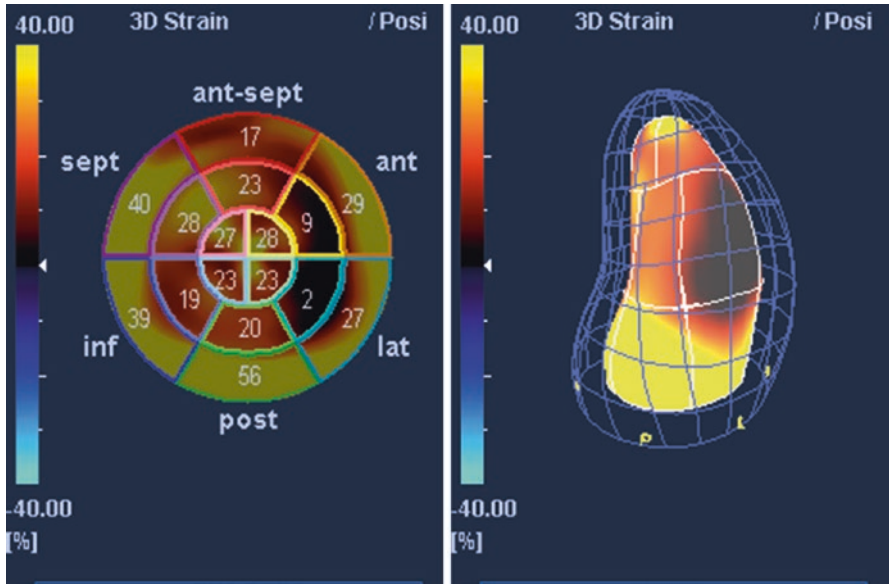 40.00 3D Strain / Posi
ant-sept
sept ant
17
40 23 29
28 9
27 28
23 23
39 19 2 27
20
56
inf lat
post
-40.00
[%]
40.00 3D Strain / Posi
p
-40.00
[%]